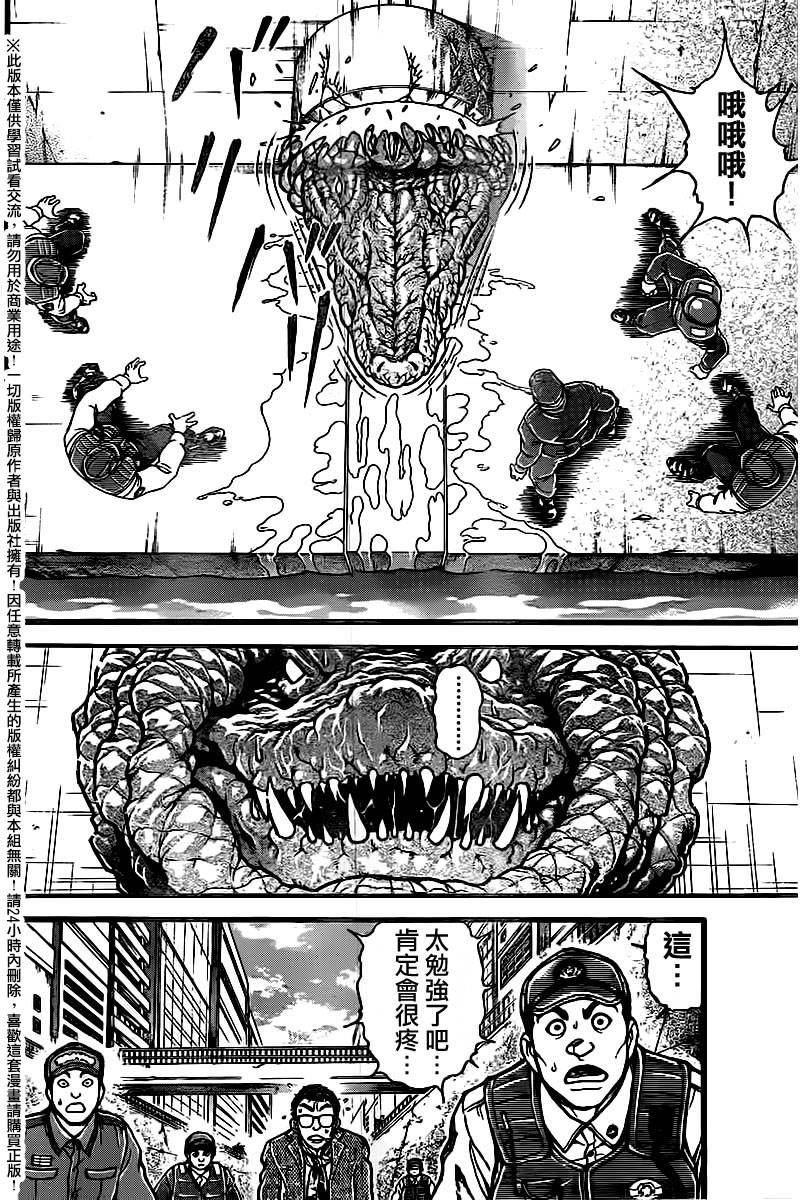 哦哦哦！
………
這…
太勉強了吧…
肯定會很疼…
※此版本僅供學習試看交流，請勿用於商業用途！一切版權歸原作者與出版社擁有！因任意轉載所產生的版權糾紛都與本組無關！請24小時內刪除，喜歡這套漫畫請購買正版！